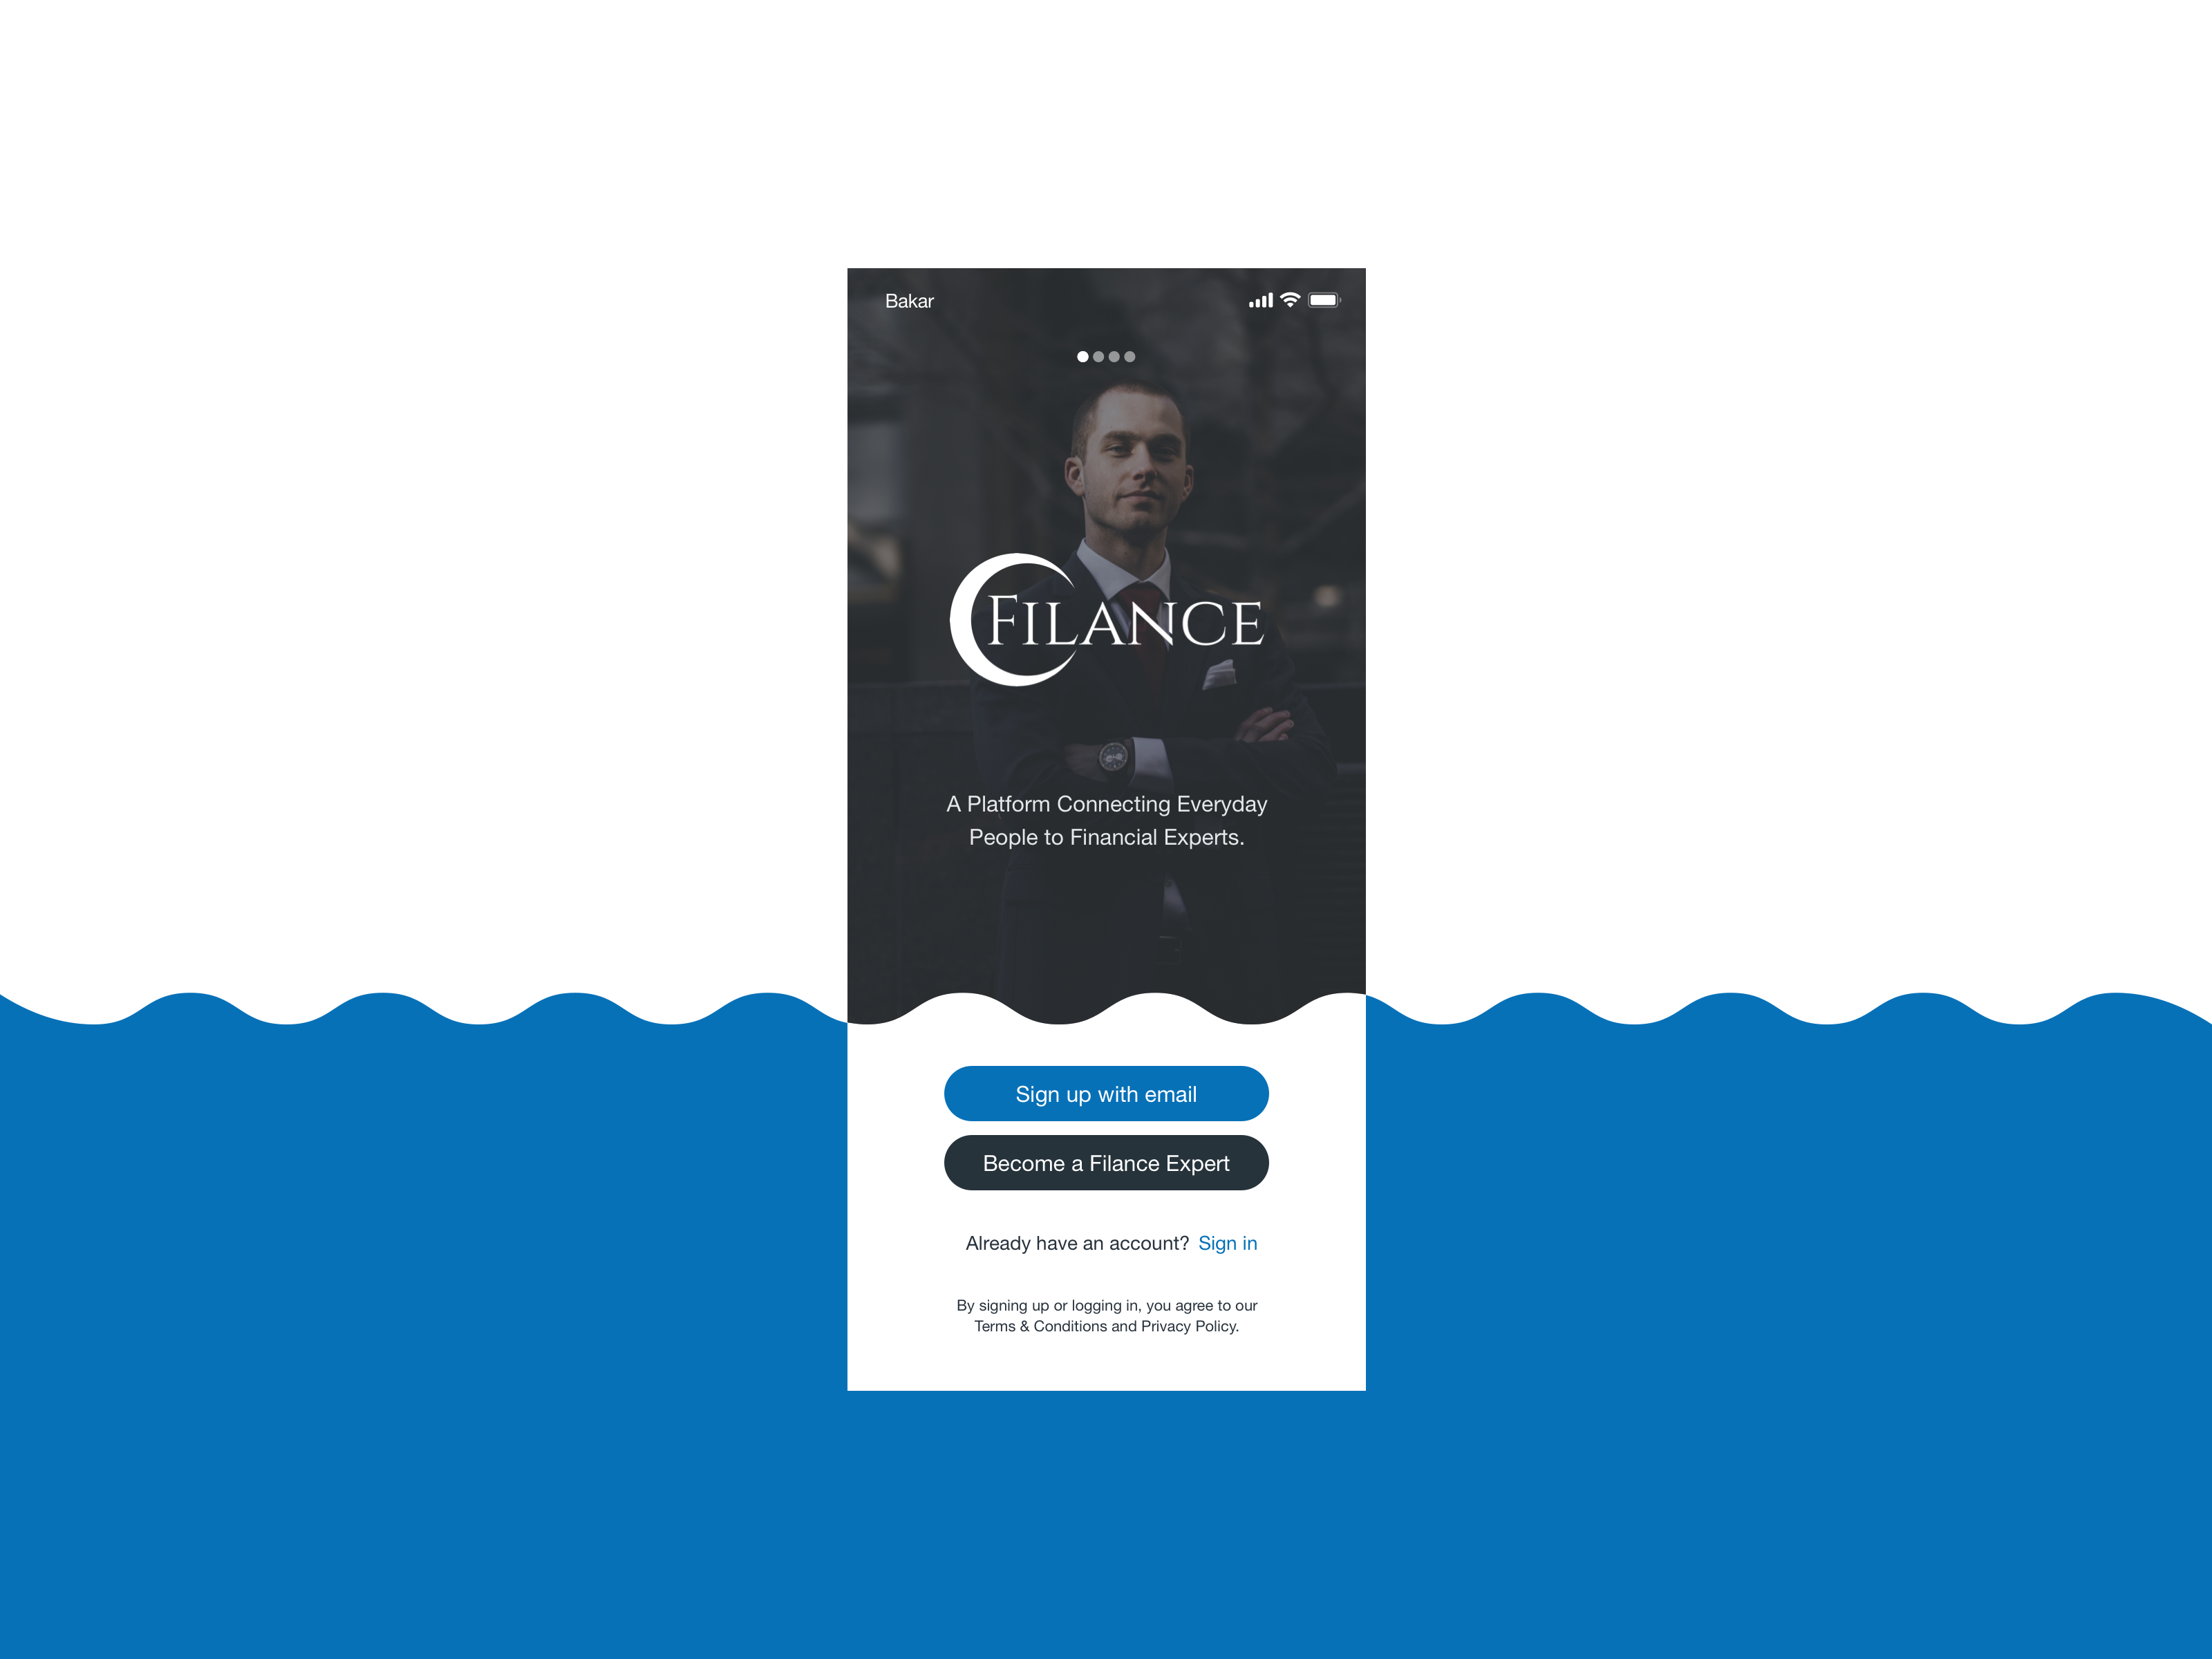 Bakar
FILANCE
A Platform Connecting Everyday
People to Financial Experts.
Sign up with email
Become a Filance Expert
Already have an account? Sign in
By signing up or logging in, you agree to our
Terms & Conditions and Privacy Policy.